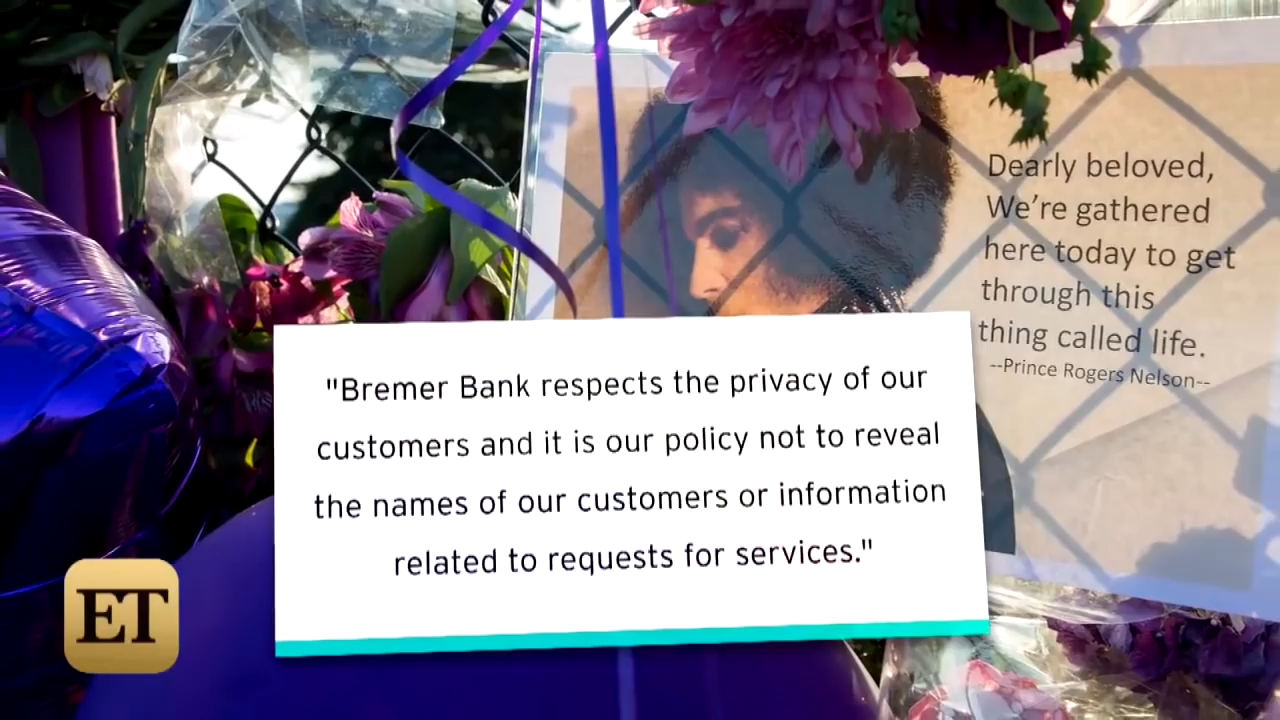 Dearly beloved,
We're gathered
here today to get
through this
thing called life.
--Prince Rogers Nelson--
"Bremer Bank respects the privacy of our
customers and it is our policy not to reveal
the names of our customers or information
related to requests for services."
ET